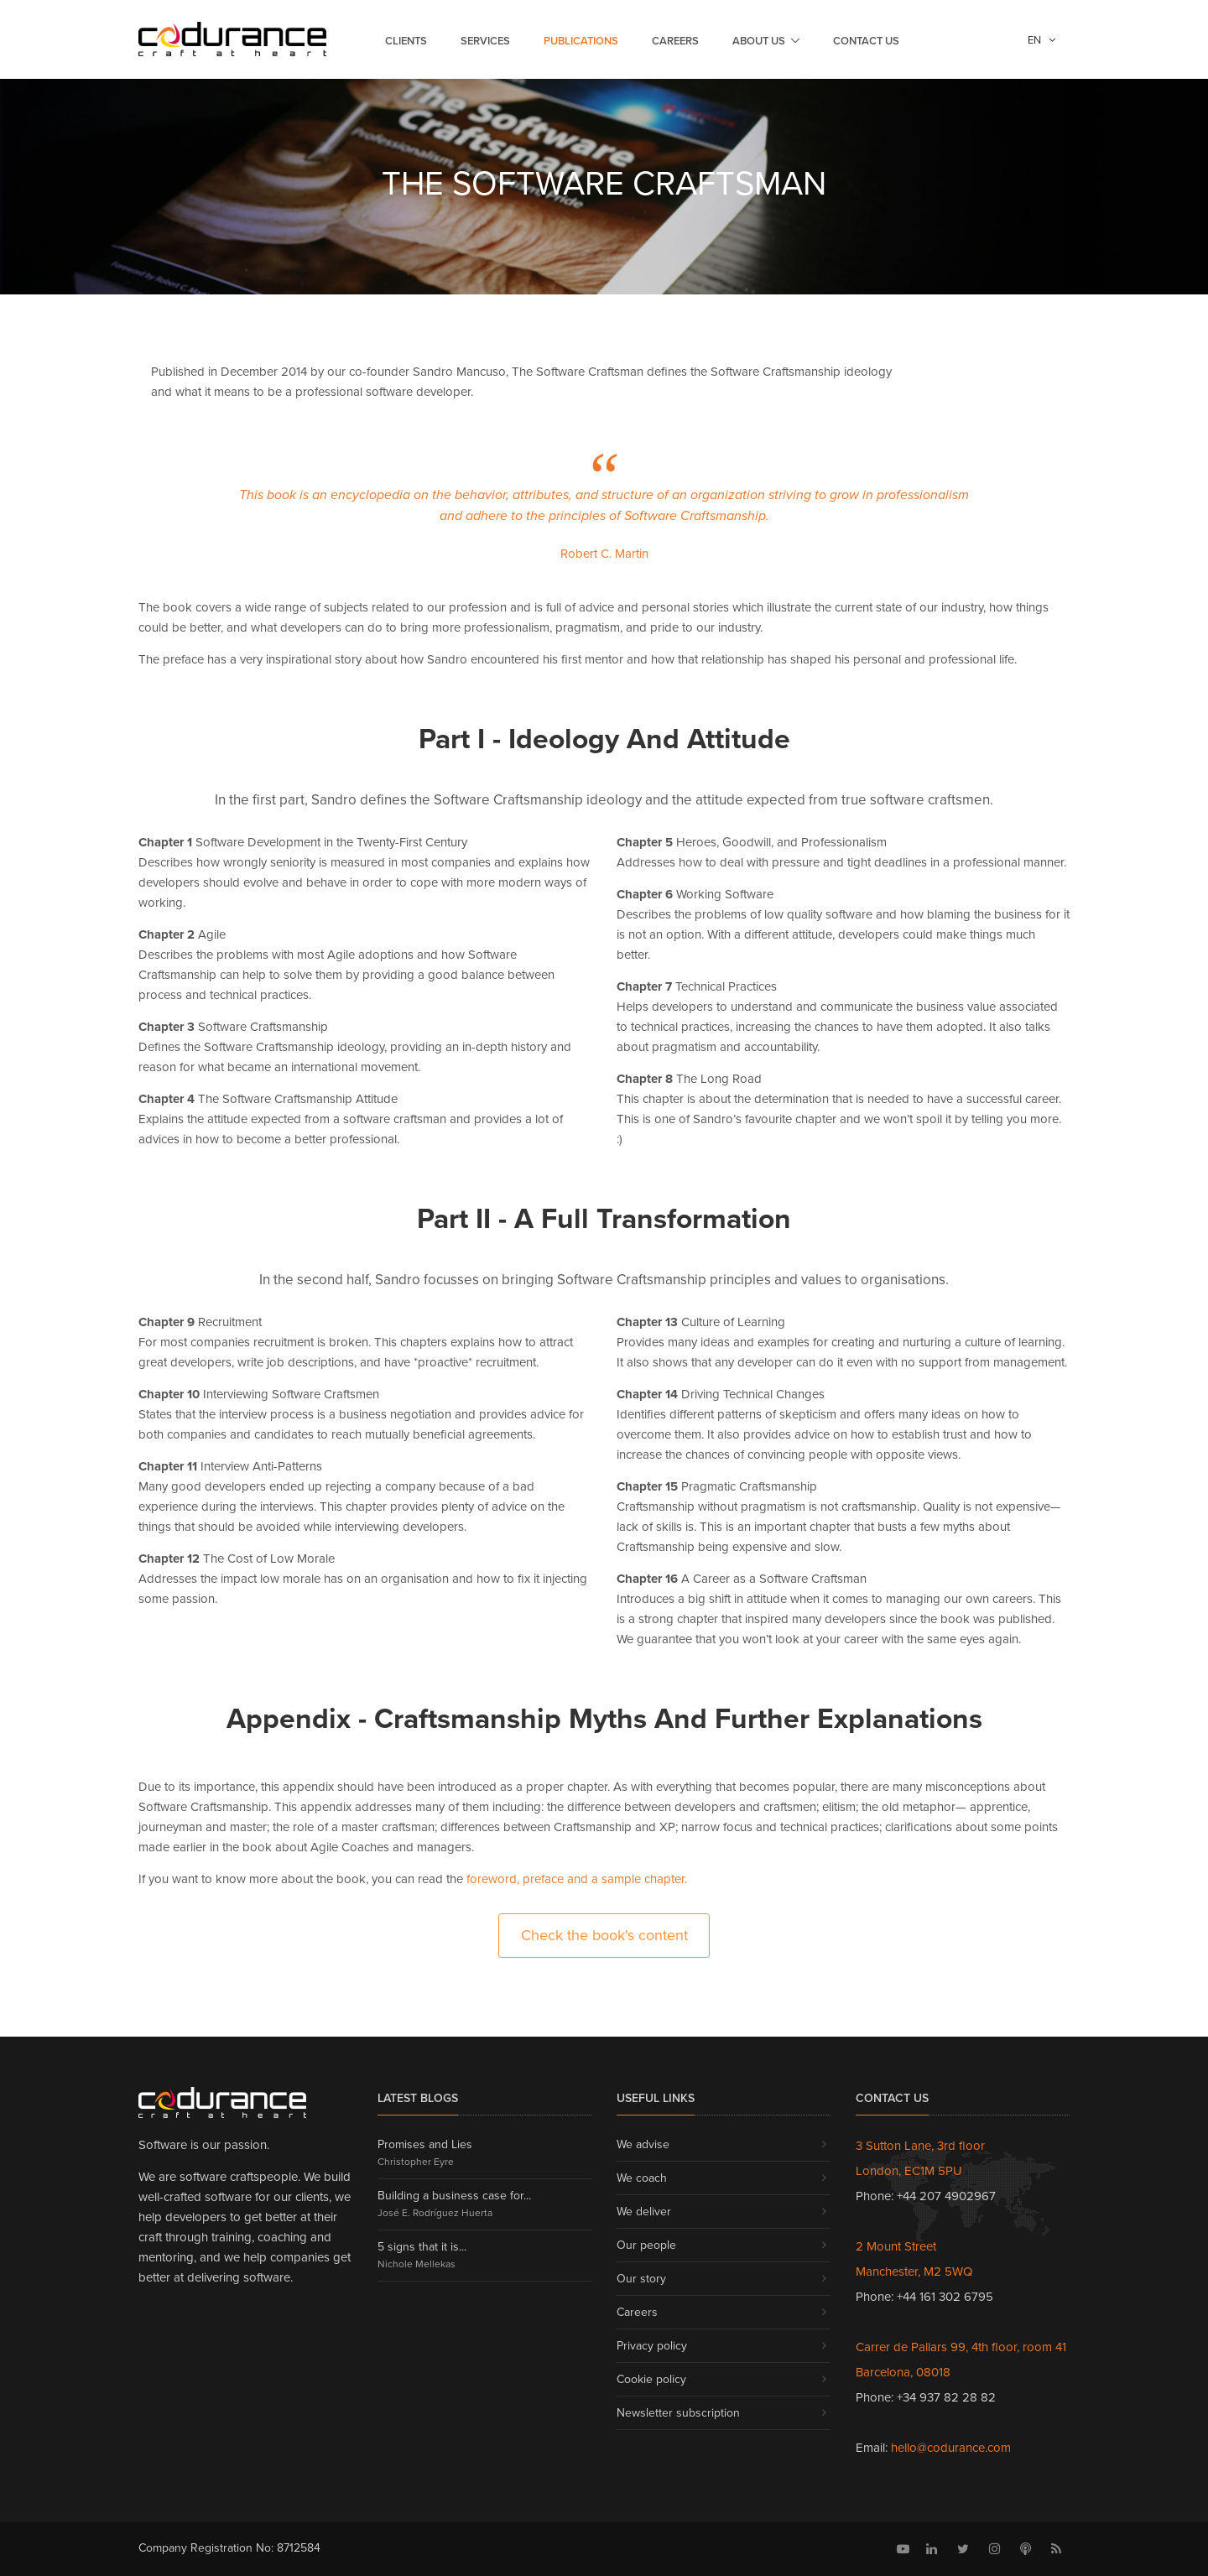 codurance
craft at heart
CLIENTS
SERVICES
PUBLICATIONS
CAREERS
ABOUT US
CONTACT US
EN
The Software
Craftsman
THE SOFTWARE CRAFTSMAN
Foreword by Robert C.
Published in December 2014 by our co-founder Sandro Mancuso, The Software Craftsman defines the Software Craftsmanship ideology
and what it means to be a professional software developer.
“
This book is an encyclopedia on the behavior, attributes, and structure of an organization striving to grow in professionalism
and adhere to the principles of Software Craftsmanship.
Robert C. Martin
The book covers a wide range of subjects related to our profession and is full of advice and personal stories which illustrate the current state of our industry, how things
could be better, and what developers can do to bring more professionalism, pragmatism, and pride to our industry.
The preface has a very inspirational story about how Sandro encountered his first mentor and how that relationship has shaped his personal and professional life.
Part I - Ideology And Attitude
In the first part, Sandro defines the Software Craftsmanship ideology and the attitude expected from true software craftsmen.
Chapter 1 Software Development in the Twenty-First Century
Describes how wrongly seniority is measured in most companies and explains how
developers should evolve and behave in order to cope with more modern ways of
working.
Chapter 2 Agile
Describes the problems with most Agile adoptions and how Software
Craftsmanship can help to solve them by providing a good balance between
process and technical practices.
Chapter 3 Software Craftsmanship
Defines the Software Craftsmanship ideology, providing an in-depth history and
reason for what became an international movement.
Chapter 4 The Software Craftsmanship Attitude
Explains the attitude expected from a software craftsman and provides a lot of
advices in how to become a better professional.
Chapter 5 Heroes, Goodwill, and Professionalism
Addresses how to deal with pressure and tight deadlines in a professional manner.
Chapter 6 Working Software
Describes the problems of low quality software and how blaming the business for it
is not an option. With a different attitude, developers could make things much
better.
Chapter 7 Technical Practices
Helps developers to understand and communicate the business value associated
to technical practices, increasing the chances to have them adopted. It also talks
about pragmatism and accountability.
Chapter 8 The Long Road
This chapter is about the determination that is needed to have a successful career.
This is one of Sandro’s favourite chapter and we won’t spoil it by telling you more.
:)
Part II - A Full Transformation
In the second half, Sandro focusses on bringing Software Craftsmanship principles and values to organisations.
Chapter 9 Recruitment
For most companies recruitment is broken. This chapters explains how to attract
great developers, write job descriptions, and have *proactive* recruitment.
Chapter 10 Interviewing Software Craftsmen
States that the interview process is a business negotiation and provides advice for
both companies and candidates to reach mutually beneficial agreements.
Chapter 11 Interview Anti-Patterns
Many good developers ended up rejecting a company because of a bad
experience during the interviews. This chapter provides plenty of advice on the
things that should be avoided while interviewing developers.
Chapter 12 The Cost of Low Morale
Addresses the impact low morale has on an organisation and how to fix it injecting
some passion.
Chapter 13 Culture of Learning
Provides many ideas and examples for creating and nurturing a culture of learning.
It also shows that any developer can do it even with no support from management.
Chapter 14 Driving Technical Changes
Identifies different patterns of skepticism and offers many ideas on how to
overcome them. It also provides advice on how to establish trust and how to
increase the chances of convincing people with opposite views.
Chapter 15 Pragmatic Craftsmanship
Craftsmanship without pragmatism is not craftsmanship. Quality is not expensive—
lack of skills is. This is an important chapter that busts a few myths about
Craftsmanship being expensive and slow.
Chapter 16 A Career as a Software Craftsman
Introduces a big shift in attitude when it comes to managing our own careers. This
is a strong chapter that inspired many developers since the book was published.
We guarantee that you won’t look at your career with the same eyes again.
Appendix - Craftsmanship Myths And Further Explanations
Due to its importance, this appendix should have been introduced as a proper chapter. As with everything that becomes popular, there are many misconceptions about
Software Craftsmanship. This appendix addresses many of them including: the difference between developers and craftsmen; elitism; the old metaphor— apprentice,
journeyman and master; the role of a master craftsman; differences between Craftsmanship and XP; narrow focus and technical practices; clarifications about some points
made earlier in the book about Agile Coaches and managers.
If you want to know more about the book, you can read the foreword, preface and a sample chapter.
Check the book's content
codurance
craft at heart
Software is our passion.
We are software craftspeople. We build
well-crafted software for our clients, we
help developers to get better at their
craft through training, coaching and
mentoring, and we help companies get
better at delivering software.
LATEST BLOGS
Promises and Lies
Christopher Eyre
Building a business case for...
José E. Rodríguez Huerta
5 signs that it is...
Nichole Mellekas
USEFUL LINKS
We advise
We coach
We deliver
Our people
Our story
Careers
Privacy policy
Cookie policy
Newsletter subscription
CONTACT US
3 Sutton Lane, 3rd floor
London, EC1M 5PU
Phone: +44 207 4902967
2 Mount Street
Manchester, M2 5WQ
Phone: +44 161 302 6795
Carrer de Pallars 99, 4th floor, room 41
Barcelona, 08018
Phone: +34 937 82 28 82
Email: hello@codurance.com
Company Registration No: 8712584